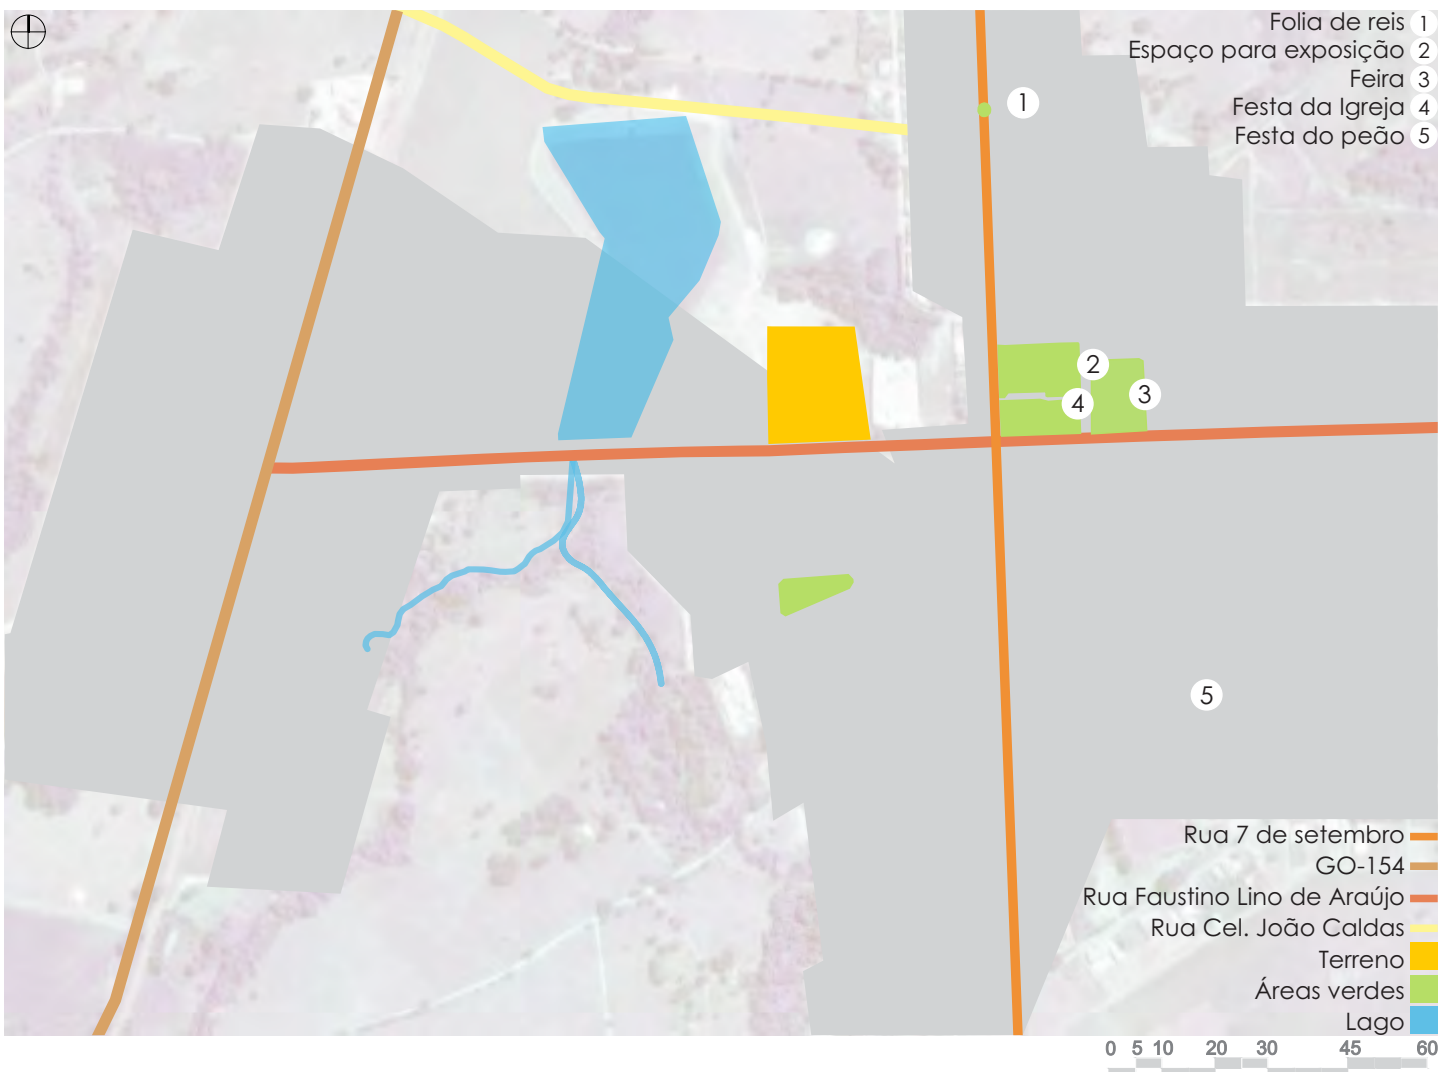 Folia de reis 1
Espaço para exposição 2
Feira 3
Festa da Igreja 4
Festa do peão 5
1
2
3
4
5
Rua 7 de setembro
GO-154
Rua Faustino Lino de Araújo
Rua Cel. João Caldas
Terreno
Áreas verdes
Lago
0 5 10 20 30 45 60